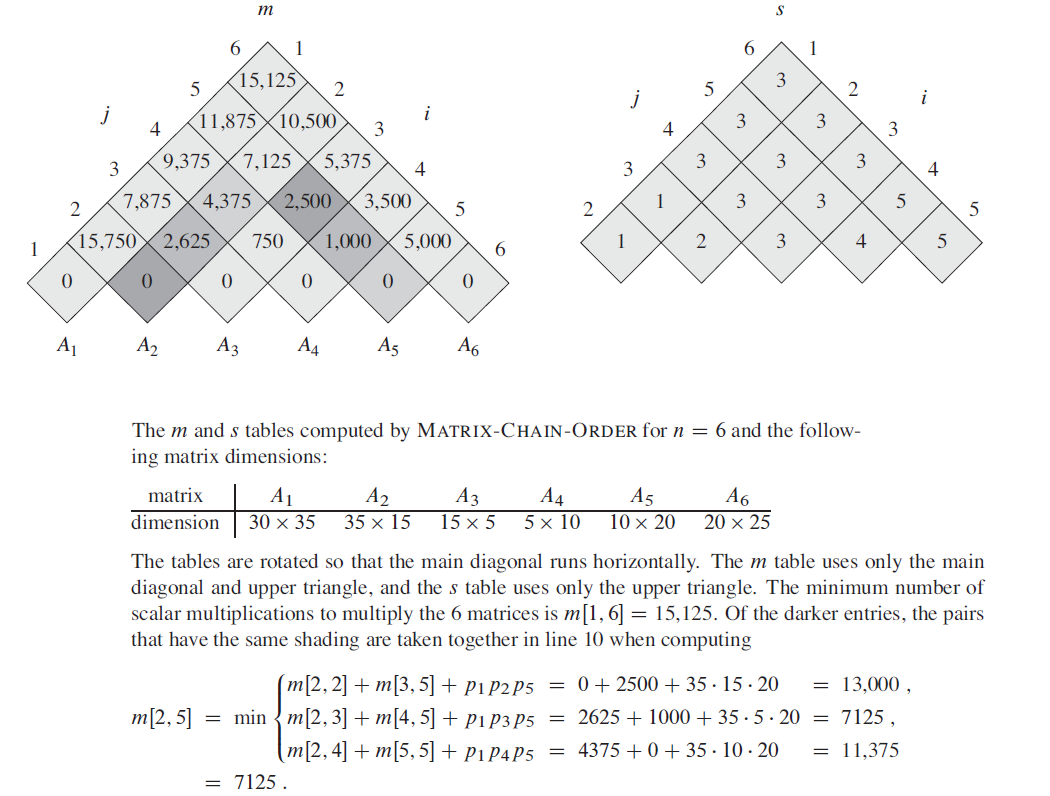 m
s
6 1
6 1
15,125
3
5 2
5 2
j i
j i
11,875 10,500
3 3
4 3
4 3
9,375 7,125 5,375
3 3 3
3 4
3 4
7,875 4,375 2,500 3,500
1 3 3 5
2 5
2 5
15,750 2,625 750 1,000 5,000
1 2 3 4 5
1 6
0 0 0 0 0 0
A1 A2 A3 A4 A5 A6
The m and s tables computed by MATRIX-CHAIN-ORDER for n = 6 and the follow-
ing matrix dimensions:
matrix A1 A2 A3 A4 A5 A6
dimension 30 × 35 35 × 15 15 × 5 5 × 10 10 × 20 20 × 25
The tables are rotated so that the main diagonal runs horizontally. The m table uses only the main
diagonal and upper triangle, and the s table uses only the upper triangle. The minimum number of
scalar multiplications to multiply the 6 matrices is m[1, 6] = 15,125. Of the darker entries, the pairs
that have the same shading are taken together in line 10 when computing
m[2, 2] + m[3, 5] + p1p2p5 = 0 + 2500 + 35 · 15 · 20 = 13,000 ,
m[2, 5] = min { m[2, 3] + m[4, 5] + p1p3p5 = 2625 + 1000 + 35 · 5 · 20 = 7125 ,
m[2, 4] + m[5, 5] + p1p4p5 = 4375 + 0 + 35 · 10 · 20 = 11,375
= 7125 .